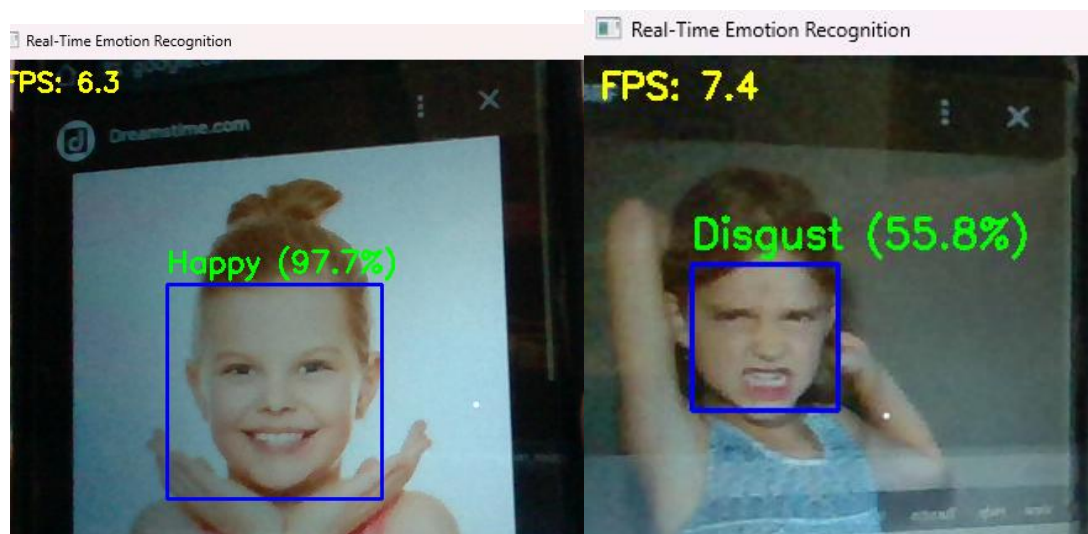 Real-Time Emotion Recognition
FPS: 6.3
Dreamstime.com
Happy (97.7%)
Real-Time Emotion Recognition
FPS: 7.4
Disgust (55.8%)